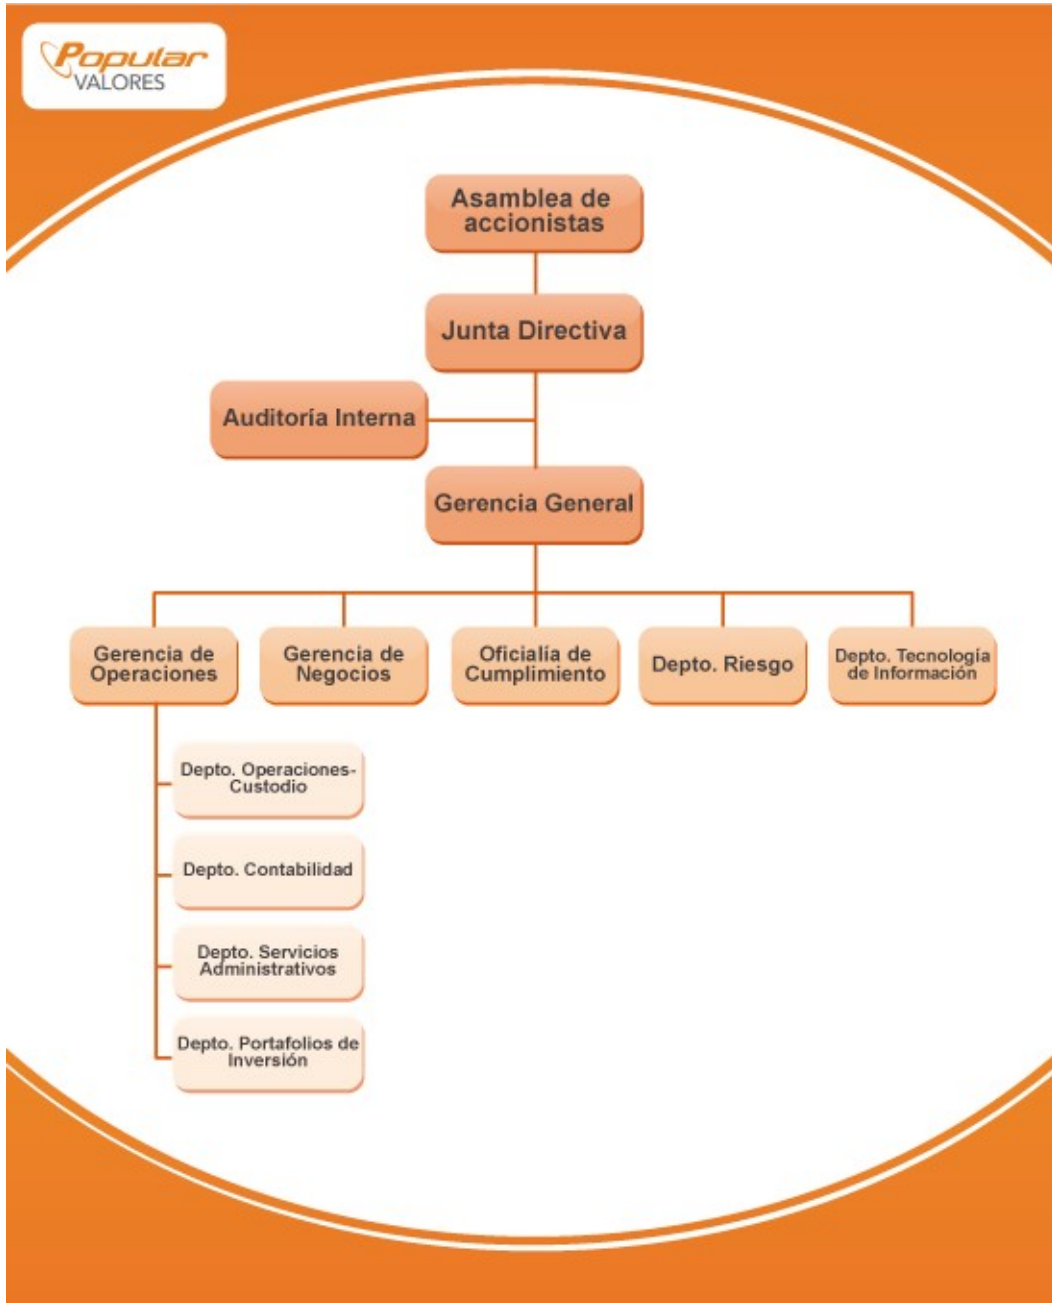 Popular
VALORES
Asamblea de
accionistas
Junta Directiva
Auditoría Interna
Gerencia General
Gerencia de
Operaciones
Gerencia de
Negocios
Oficialía de
Cumplimiento
Depto. Riesgo
Depto. Tecnología
de Información
Depto. Operaciones-
Custodio
Depto. Contabilidad
Depto. Servicios
Administrativos
Depto. Portafolios de
Inversión